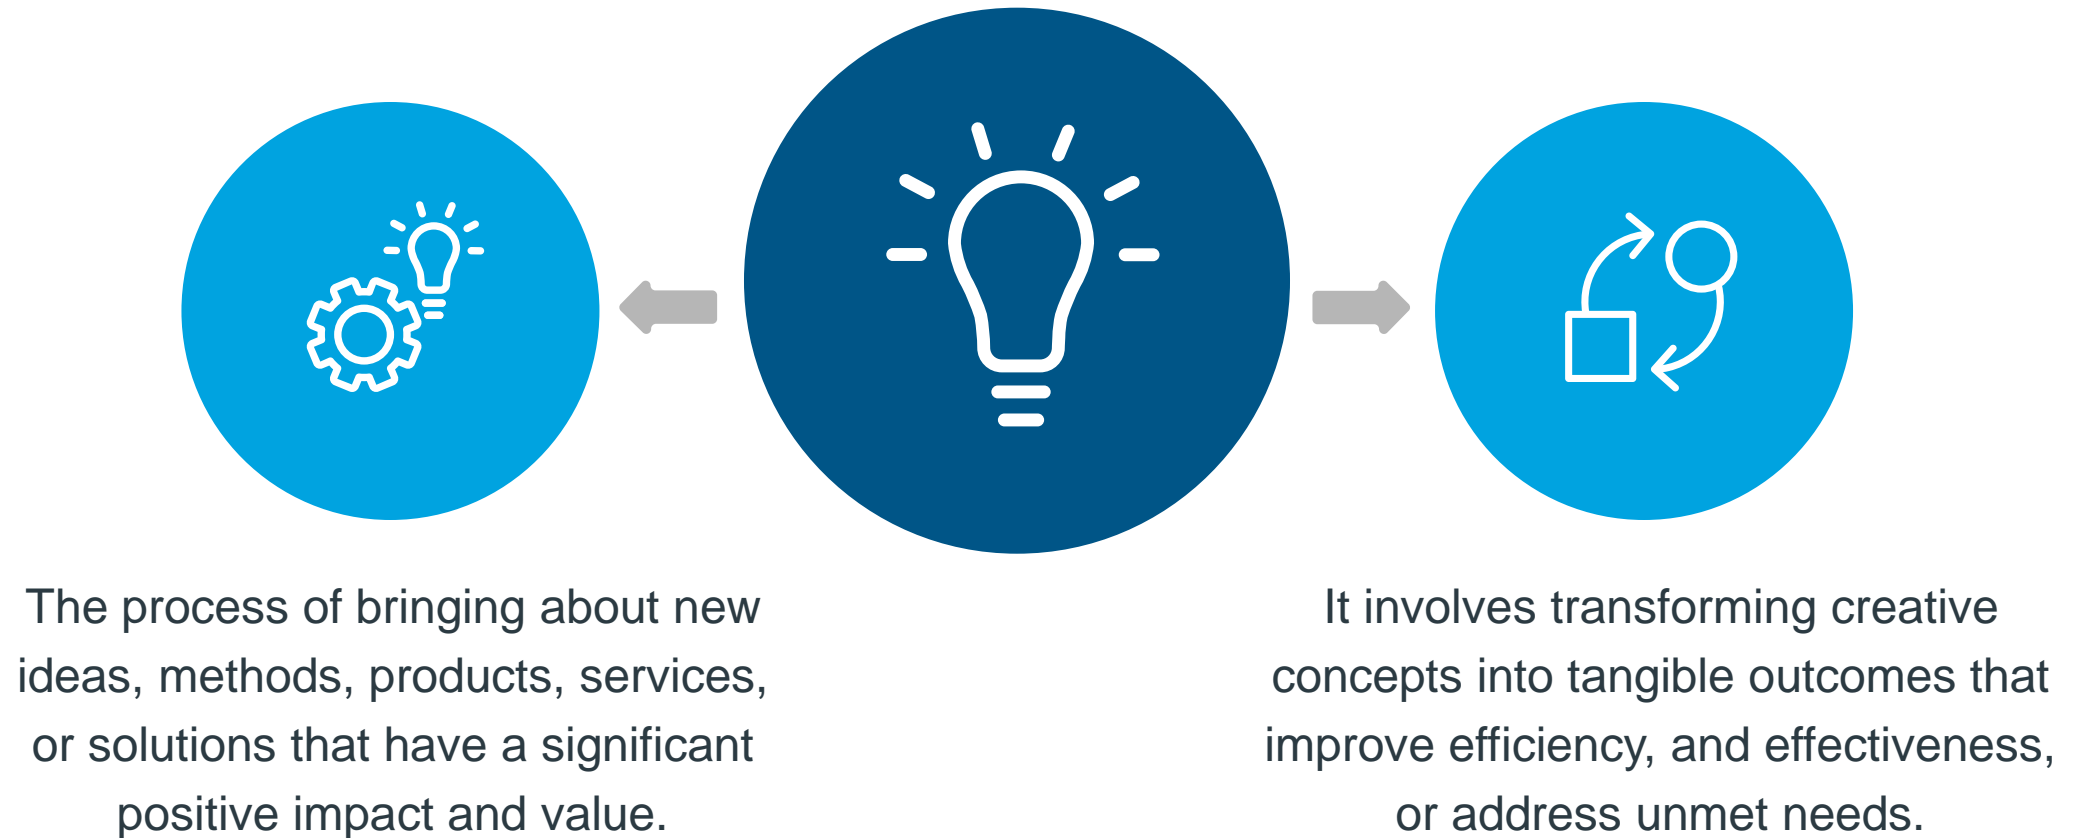 The process of bringing about new
ideas, methods, products, services,
or solutions that have a significant
positive impact and value.
It involves transforming creative
concepts into tangible outcomes that
improve efficiency, and effectiveness,
or address unmet needs.